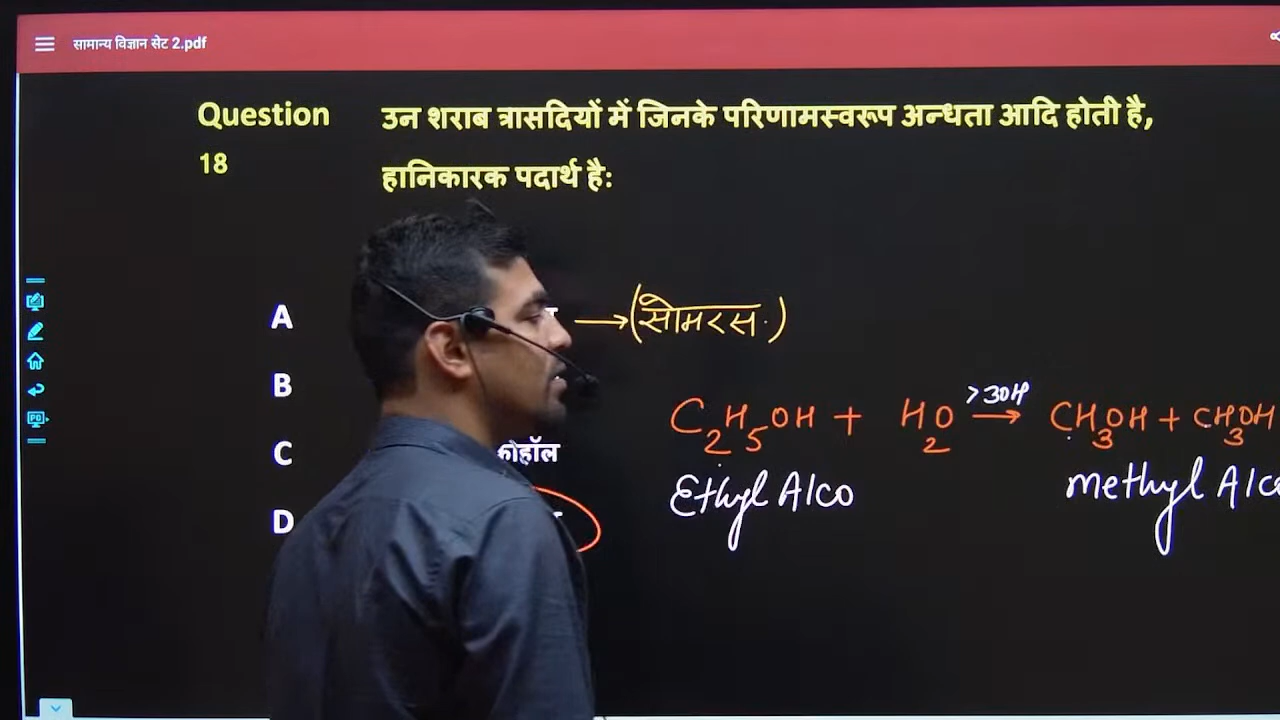 सामान्य विज्ञान सेट 2.pdf
Question 18
उन शराब त्रासदियों में जिनके परिणामस्वरूप अन्धता आदि होती है,
हानिकारक पदार्थ है:
A → (सोमरस.)
B
C₂H₅OH + H₂O >30H → CH₃OH + CH₃OH
C
Ethyl Alco methyl Alco
D